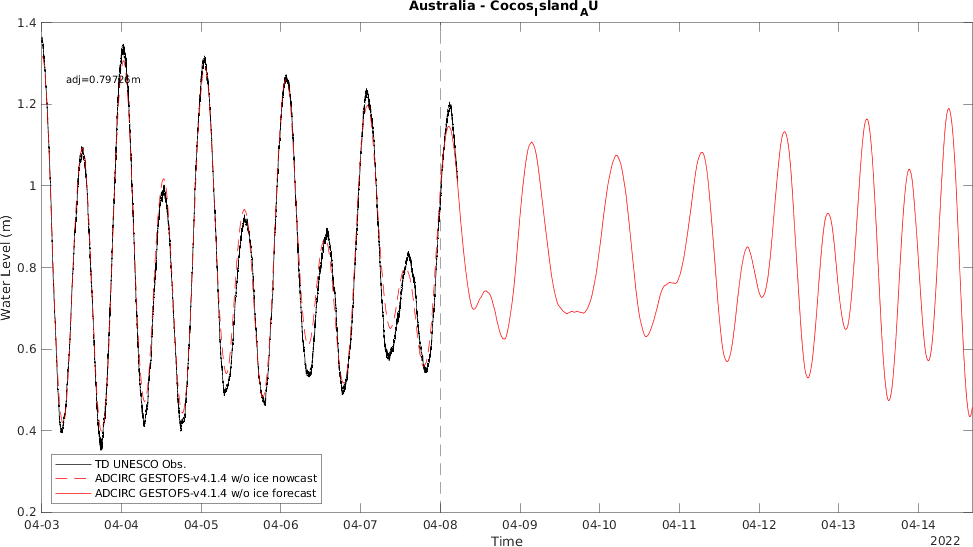 Australia - Cocos_Island_AU
1.4
adj=0.79726m
1.2
1
0.8
0.6
0.4
0.2
Water Level (m)
TD UNESCO Obs.
ADCIRC GESTOFS-v4.1.4 w/o ice nowcast
ADCIRC GESTOFS-v4.1.4 w/o ice forecast
04-03 04-04 04-05 04-06 04-07 04-08 04-09 04-10 04-11 04-12 04-13 04-14
Time
2022